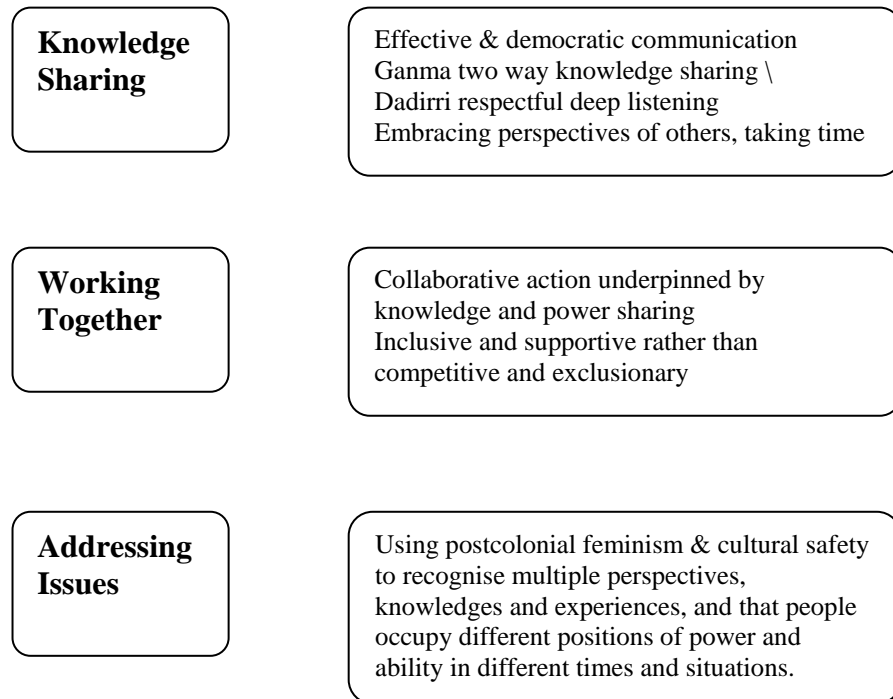 Knowledge
Sharing
Effective & democratic communication
Ganma two way knowledge sharing \
Dadirri respectful deep listening
Embracing perspectives of others, taking time
Working
Together
Collaborative action underpinned by
knowledge and power sharing
Inclusive and supportive rather than
competitive and exclusionary
Addressing
Issues
Using postcolonial feminism & cultural safety
to recognise multiple perspectives,
knowledges and experiences, and that people
occupy different positions of power and
ability in different times and situations.